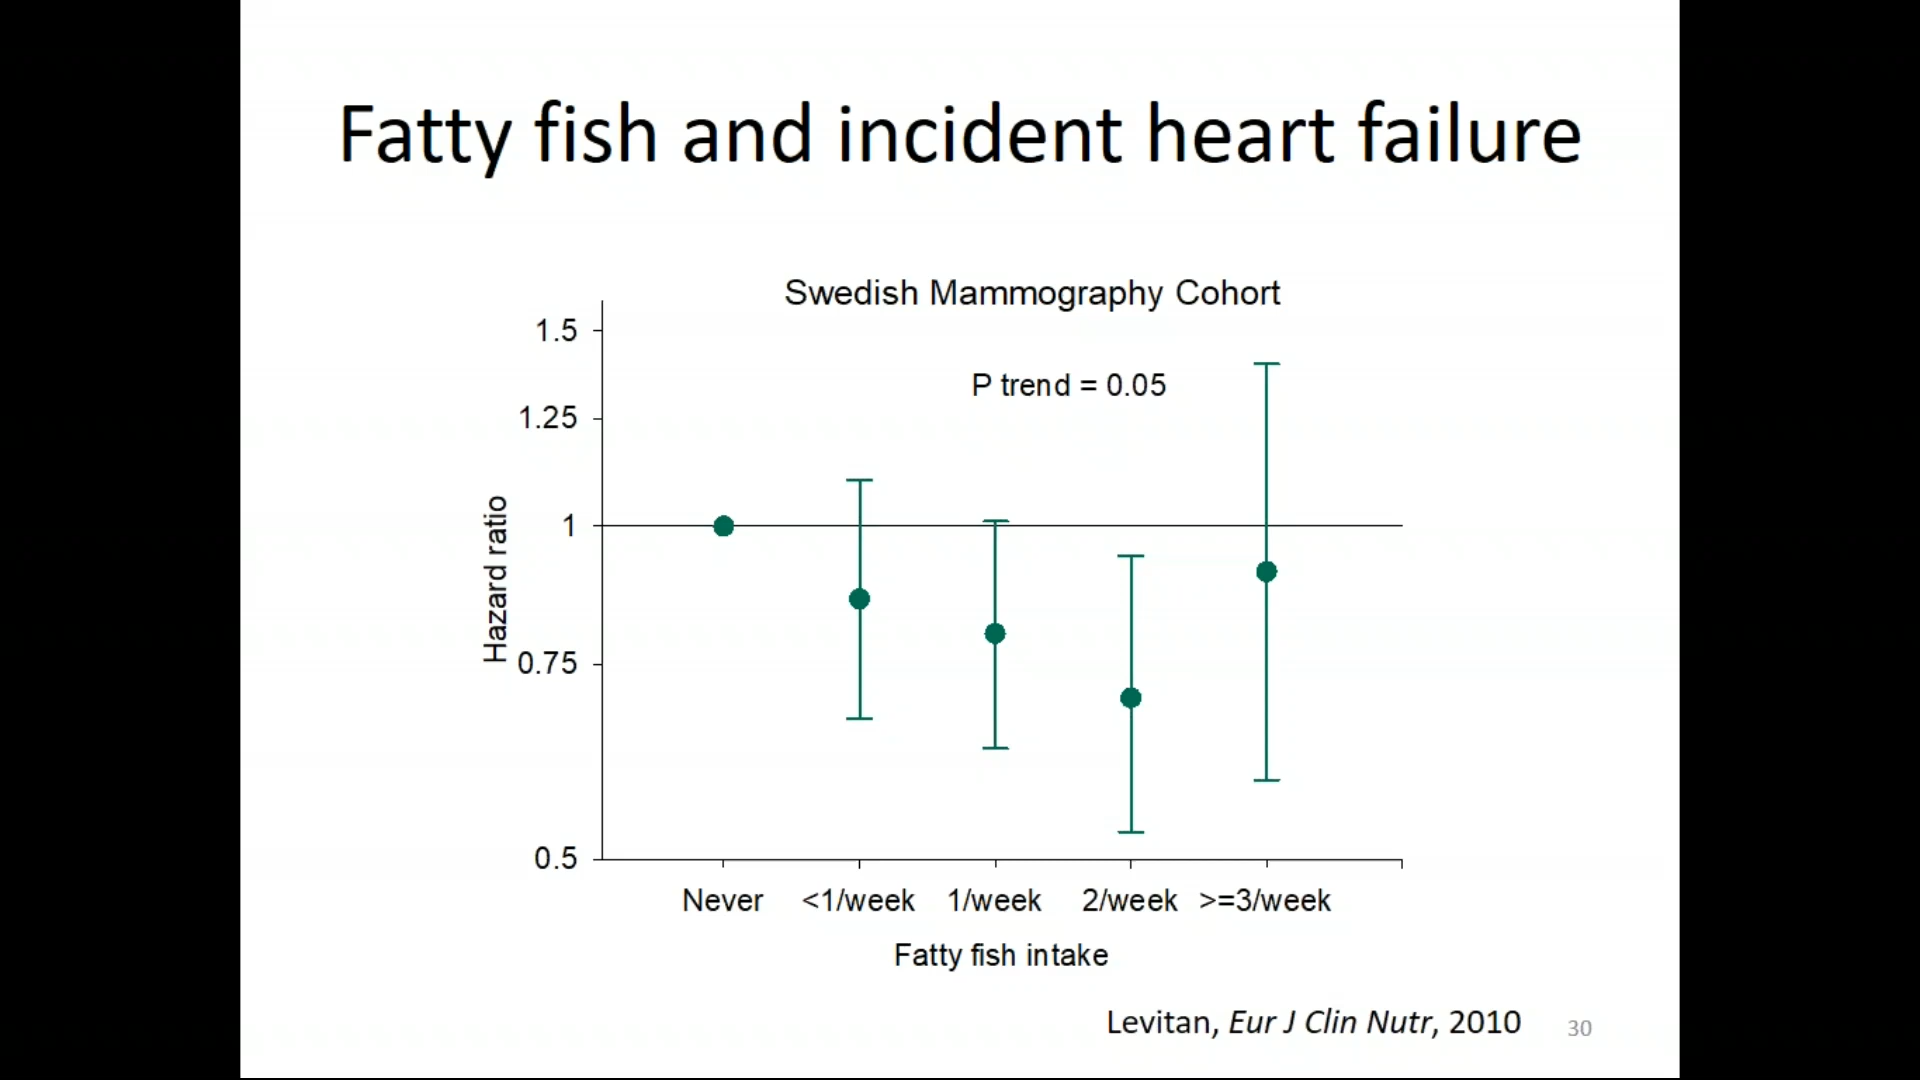 Fatty fish and incident heart failure
Swedish Mammography Cohort
P trend = 0.05
1.5
1.25
1
0.75
0.5
Hazard ratio
Never <1/week 1/week 2/week >=3/week
Fatty fish intake
Levitan, Eur J Clin Nutr, 2010
30